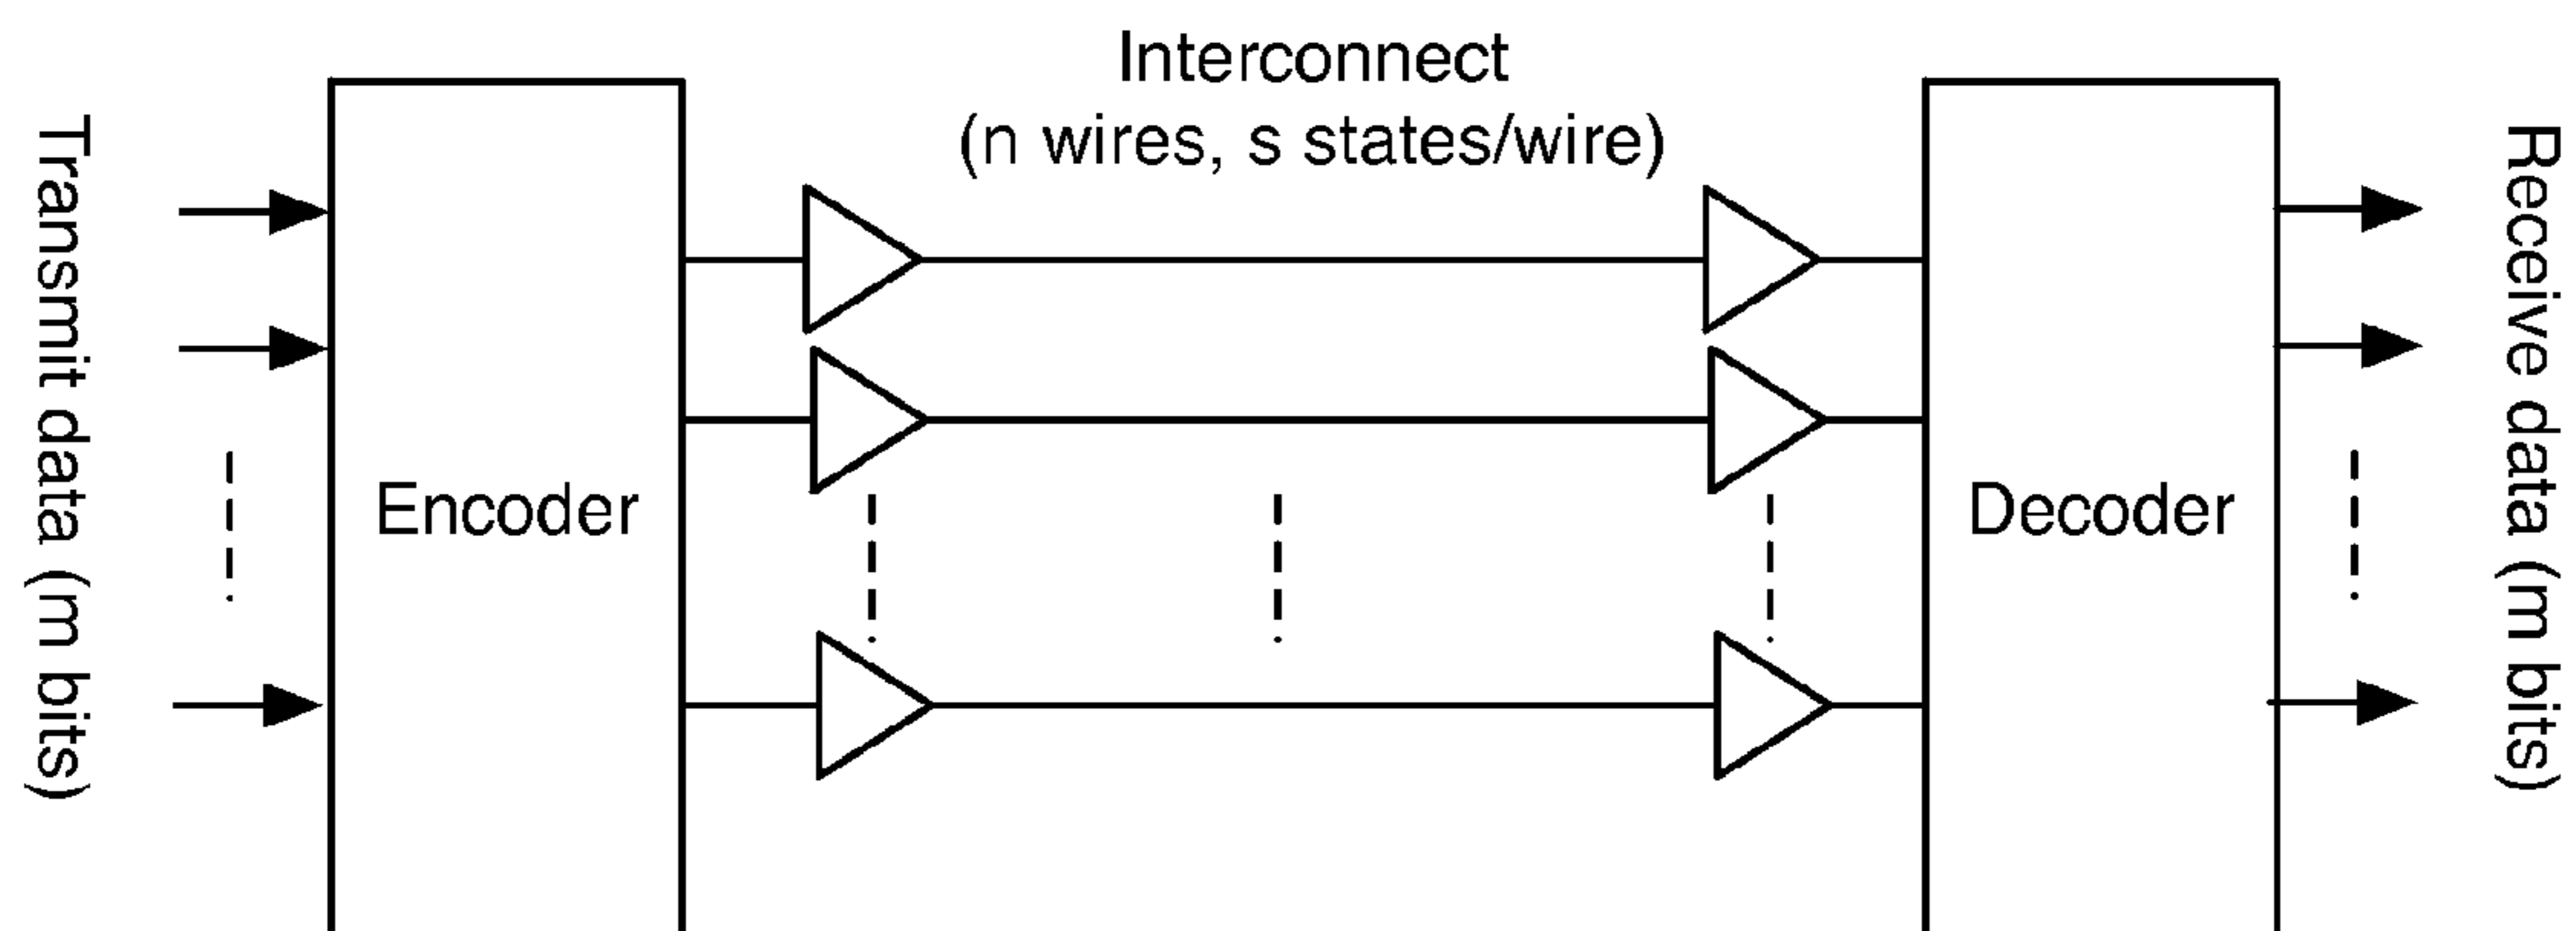 Interconnect
(n wires, s states/wire)
Transmit data (m bits)
Encoder
Decoder
Receive data (m bits)